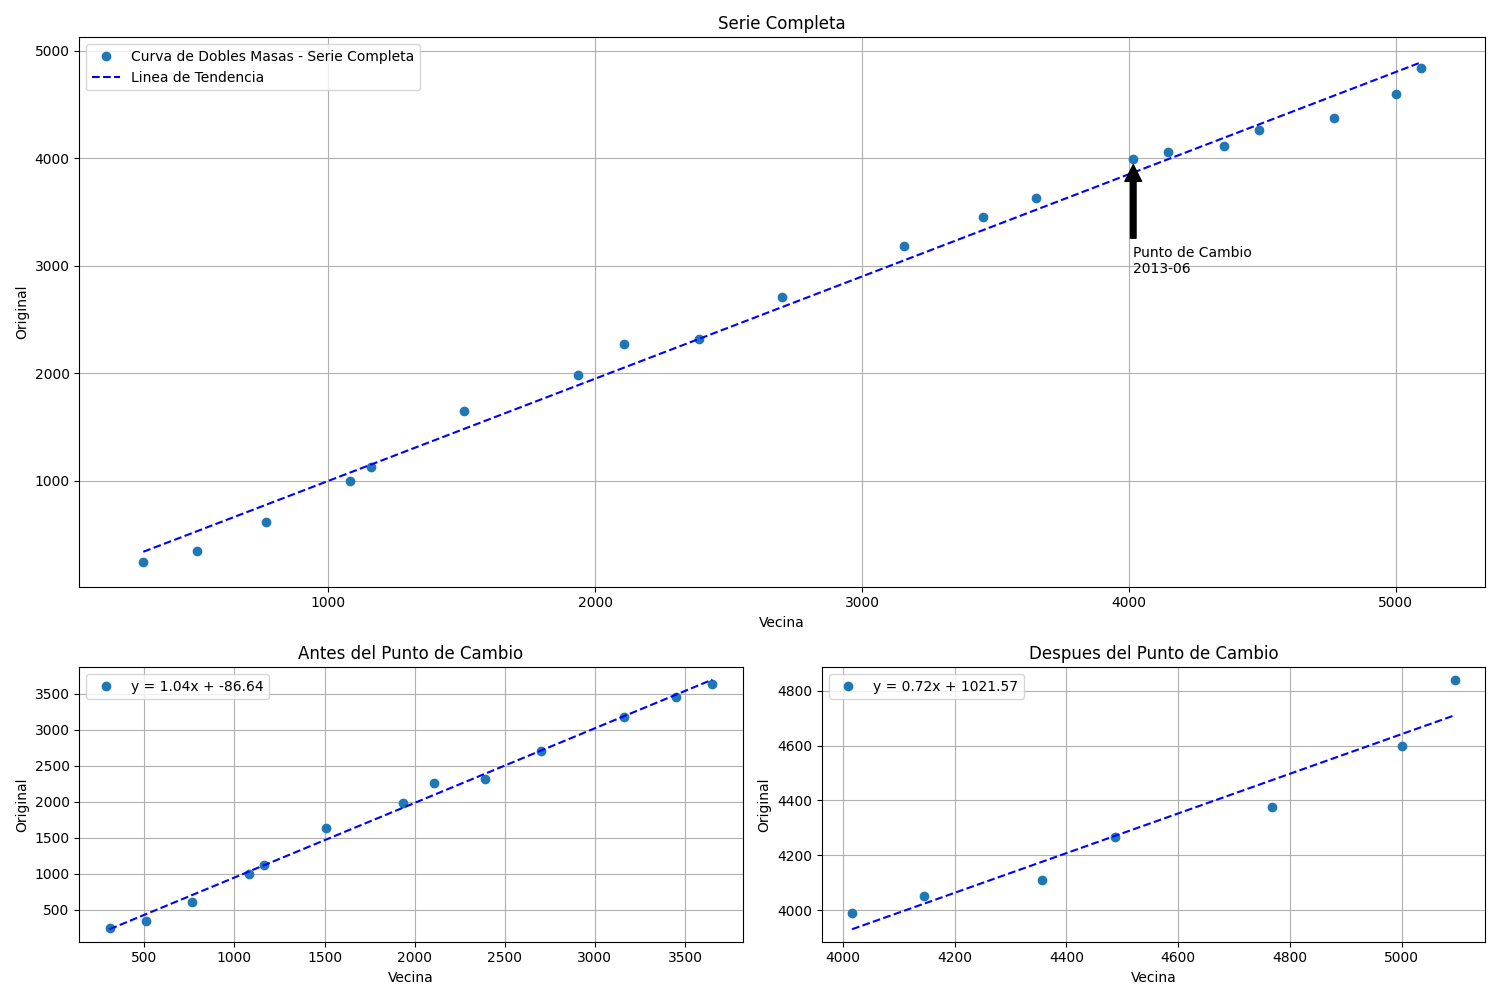 Serie Completa
Curva de Dobles Masas - Serie Completa
Linea de Tendencia
5000
4000
3000
2000
1000
Original
Punto de Cambio
2013-06
1000
2000
3000
4000
5000
Vecina
Antes del Punto de Cambio
y = 1.04x + -86.64
3500
3000
2500
2000
1500
1000
500
Original
500
1000
1500
2000
2500
3000
3500
Vecina
Despues del Punto de Cambio
y = 0.72x + 1021.57
4800
4600
4400
4200
4000
Original
4000
4200
4400
4600
4800
5000
Vecina